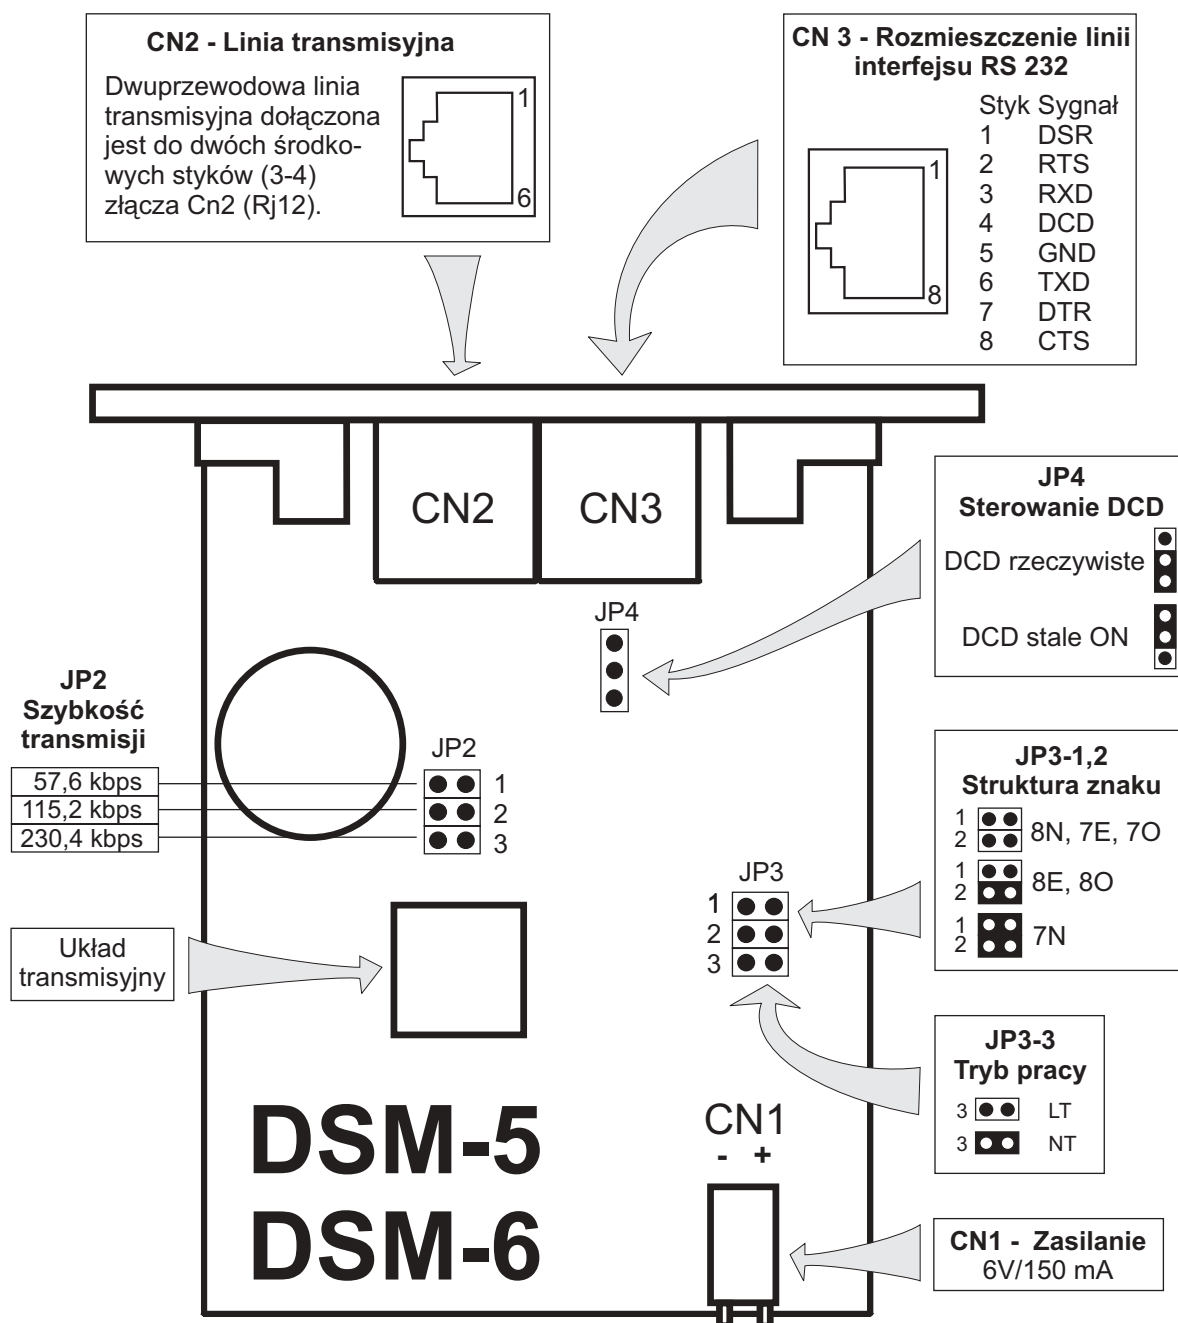 CN2 - Linia transmisyjna
Dwuprzewodowa linia
transmisyjna dołączona
jest do dwóch środko-
wych styków (3-4)
złącza Cn2 (Rj12).
1
6
CN 3 - Rozmieszczenie linii
interfejsu RS 232
Styk Sygnał
1 DSR
2 RTS
3 RXD
4 DCD
5 GND
6 TXD
7 DTR
8 CTS
1
8
CN2
CN3
JP4
Sterowanie DCD
DCD rzeczywiste
DCD stale ON
JP4
JP2
Szybkość
transmisji
57,6 kbps
115,2 kbps
230,4 kbps
JP2
1
2
3
JP3-1,2
Struktura znaku
1
2
8N, 7E, 7O
1
2
8E, 8O
1
2
7N
JP3
1
2
3
Układ
transmisyjny
JP3-3
Tryb pracy
3 LT
3 NT
DSM-5
DSM-6
CN1
- +
CN1 - Zasilanie
6V/150 mA